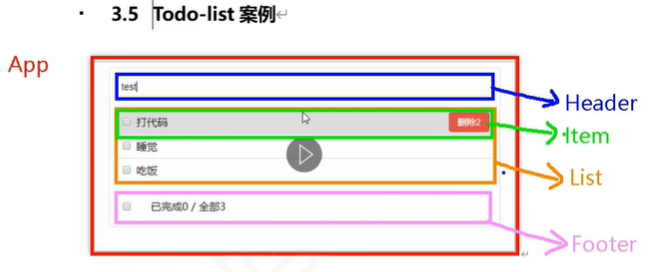 3.5 Todo-list 案例
App
test
Header
打代码
删除2
Item
睡觉
吃饭
List
已完成0 / 全部3
Footer